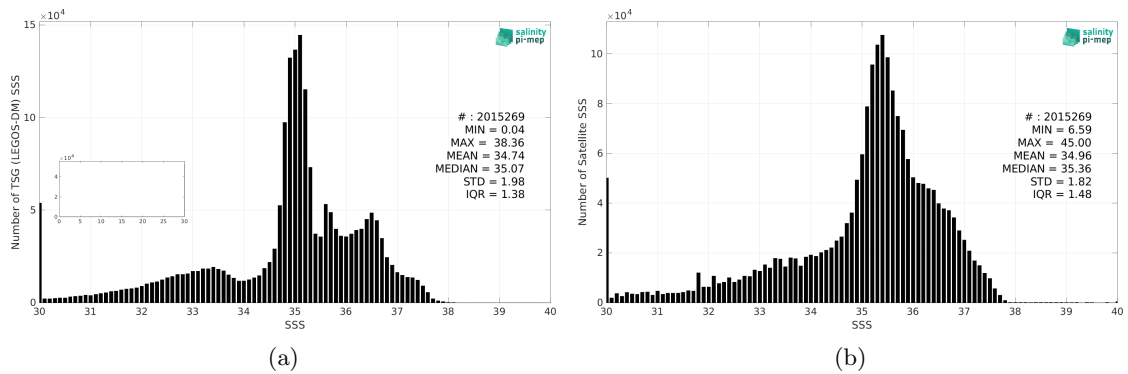 ×10⁴
15
10
5
0
Number of TSG (LEGOS-DM) SSS
salinity
pi-mep
# : 2015269
MIN = 0.04
MAX = 38.36
MEAN = 34.74
MEDIAN = 35.07
STD = 1.98
IQR = 1.38
×10⁴
4
2
0
0 5 10 15 20 25 30
30 31 32 33 34 35 36 37 38 39 40
SSS
(a)
×10⁴
10
8
6
4
2
0
Number of Satellite SSS
salinity
pi-mep
# : 2015269
MIN = 6.59
MAX = 45.00
MEAN = 34.96
MEDIAN = 35.36
STD = 1.82
IQR = 1.48
30 31 32 33 34 35 36 37 38 39 40
SSS
(b)